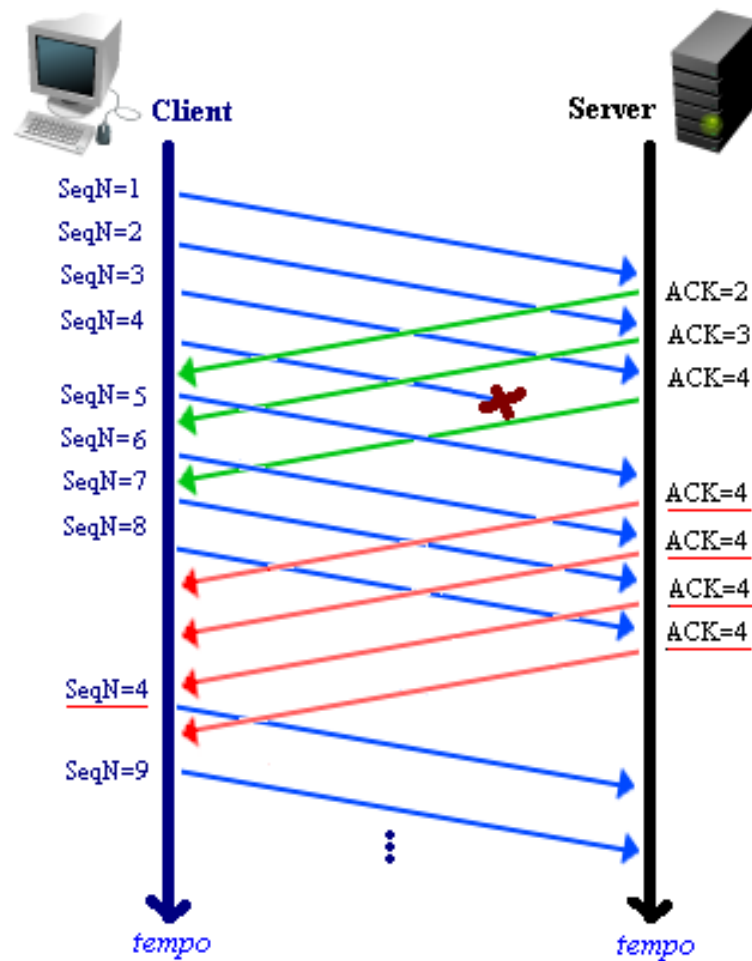 Client
Server
SeqN=1
SeqN=2
SeqN=3
SeqN=4
SeqN=5
SeqN=6
SeqN=7
SeqN=8
SeqN=4
SeqN=9
ACK=2
ACK=3
ACK=4
ACK=4
ACK=4
ACK=4
ACK=4
tempo
tempo